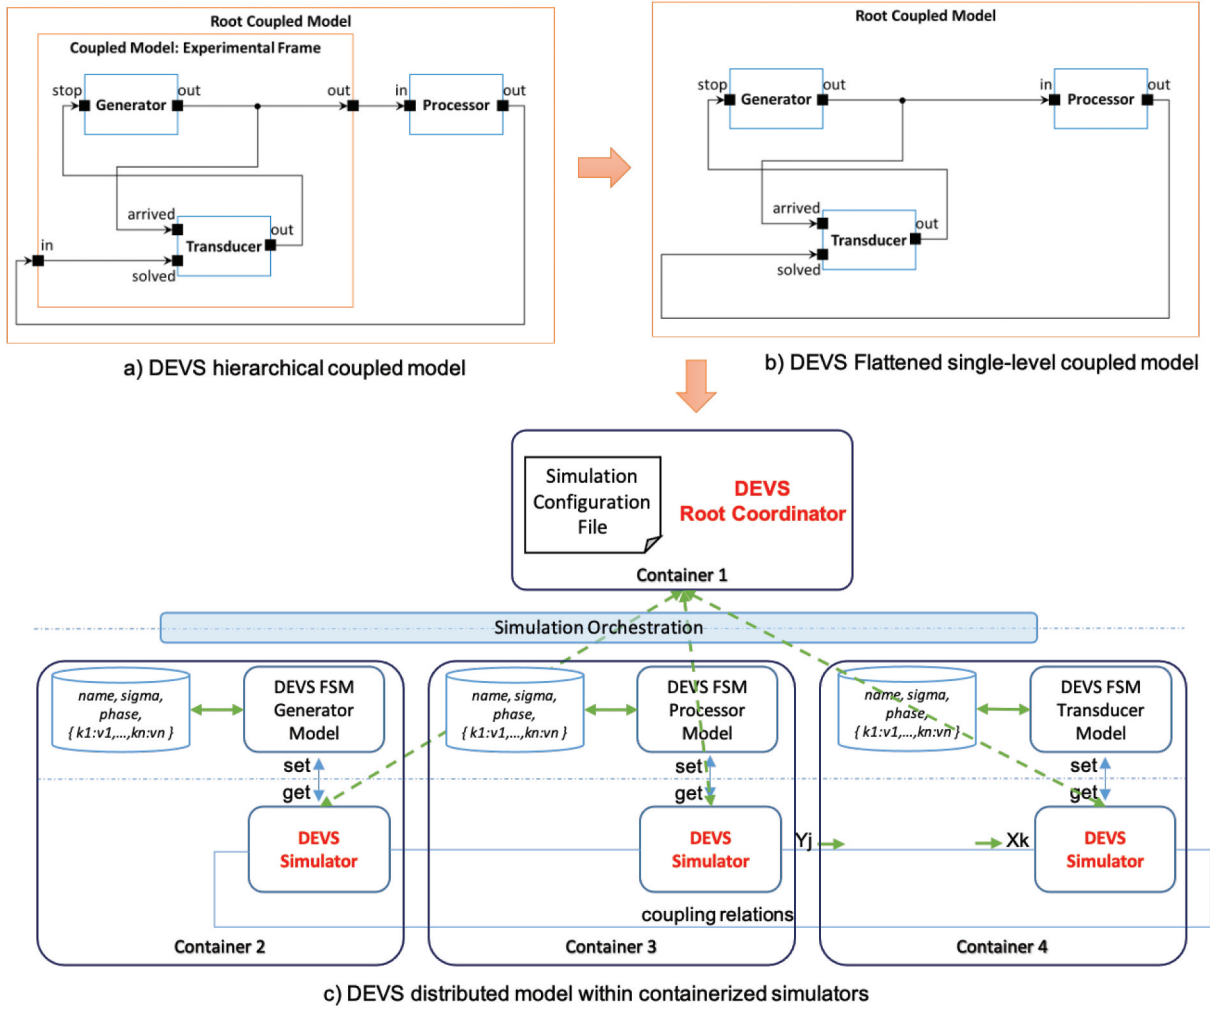 Root Coupled Model
Coupled Model: Experimental Frame
stop
Generator
out
out
in
Processor
out
arrived
Transducer
out
solved
in
a) DEVS hierarchical coupled model
Root Coupled Model
stop
Generator
out
in
Processor
out
arrived
Transducer
out
solved
b) DEVS Flattened single-level coupled model
Simulation
Configuration
File
DEVS
Root Coordinator
Container 1
Simulation Orchestration
name, sigma,
phase,
{ k1:v1,...,kn:vn }
DEVS FSM
Generator
Model
set
get
DEVS
Simulator
Container 2
name, sigma,
phase,
{ k1:v1,...,kn:vn }
DEVS FSM
Processor
Model
set
get
DEVS
Simulator
Yj
coupling relations
Container 3
name, sigma,
phase,
{ k1:v1,...,kn:vn }
DEVS FSM
Transducer
Model
set
get
Xk
DEVS
Simulator
Container 4
c) DEVS distributed model within containerized simulators